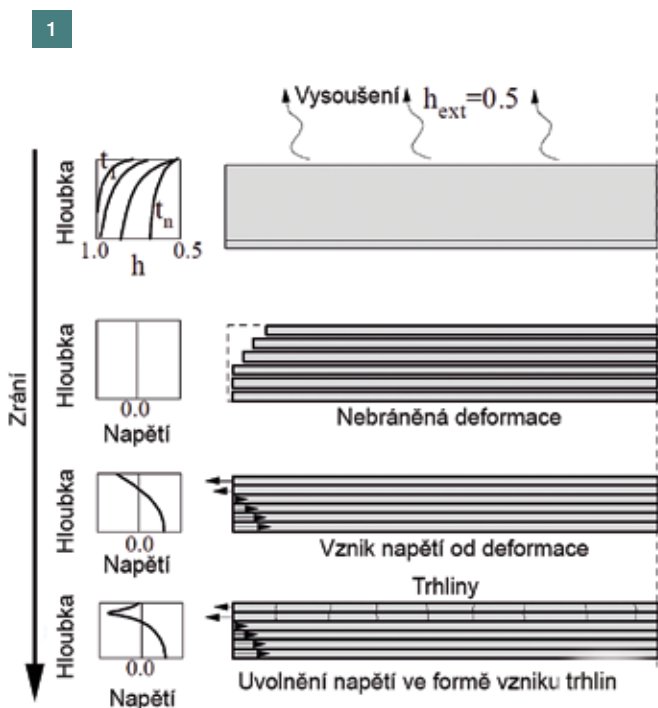 1
Vysoušení h_ext=0.5
Zrání
Hloubka
t_1
t_n
1.0 0.5
h
Hloubka
0.0
Napětí
Nebráněná deformace
Hloubka
0.0
Napětí
Vznik napětí od deformace
Trhliny
Hloubka
0.0
Napětí
Uvolnění napětí ve formě vzniku trhlin